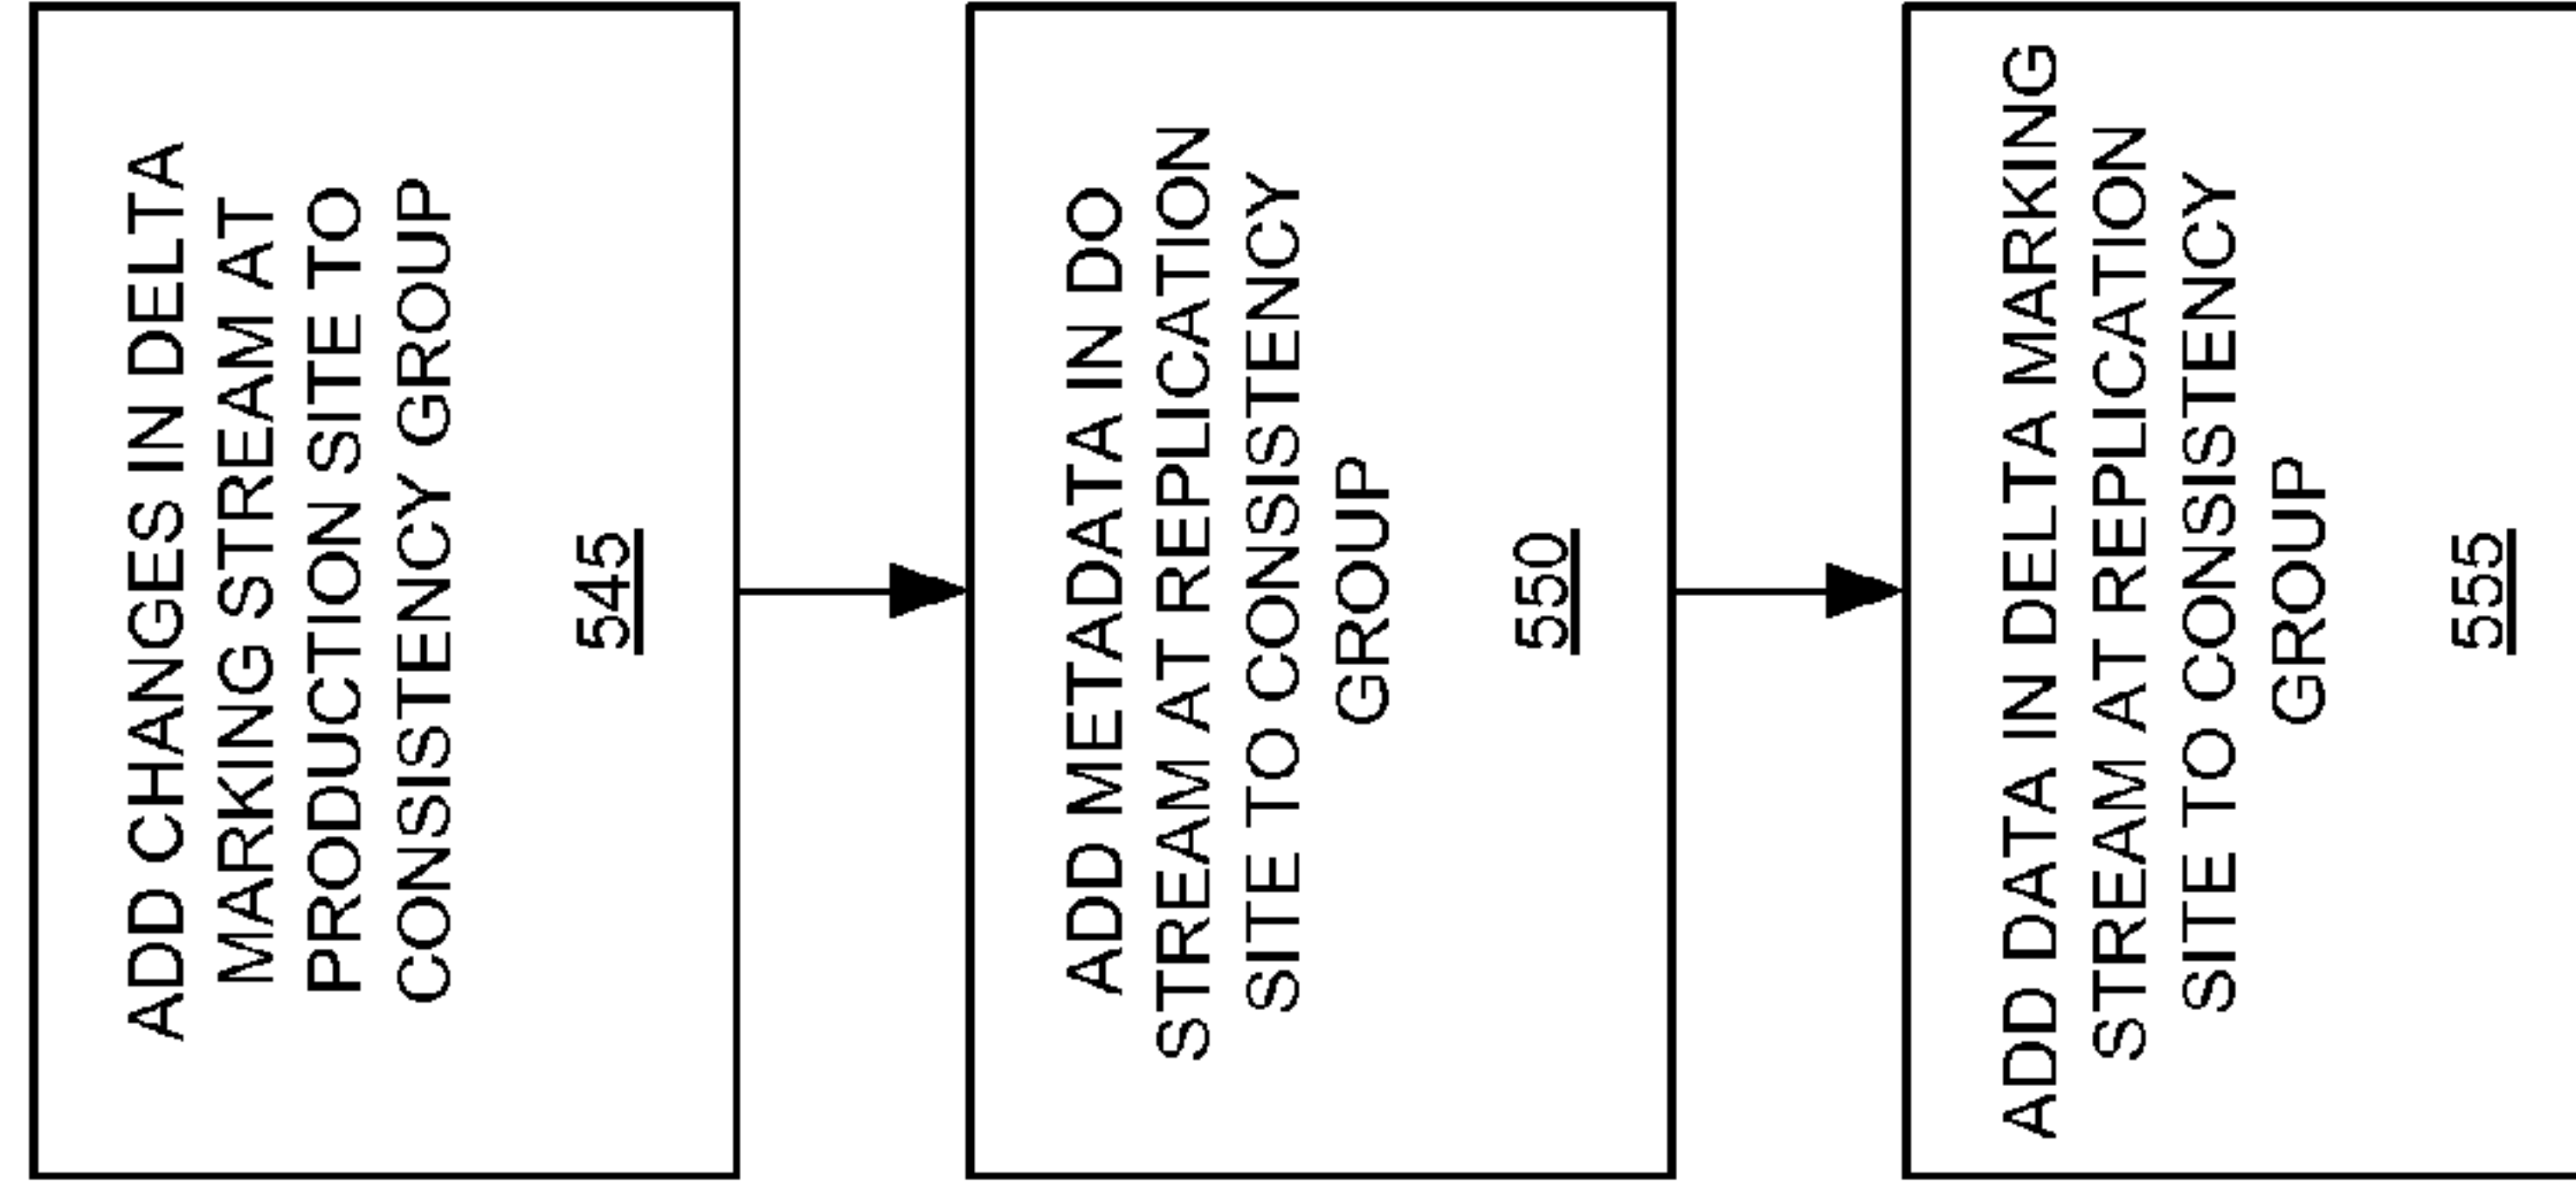 ADD CHANGES IN DELTA
MARKING STREAM AT
PRODUCTION SITE TO
CONSISTENCY GROUP
545
ADD METADATA IN DO
STREAM AT REPLICATION
SITE TO CONSISTENCY
GROUP
550
ADD DATA IN DELTA MARKING
STREAM AT REPLICATION
SITE TO CONSISTENCY
GROUP
555